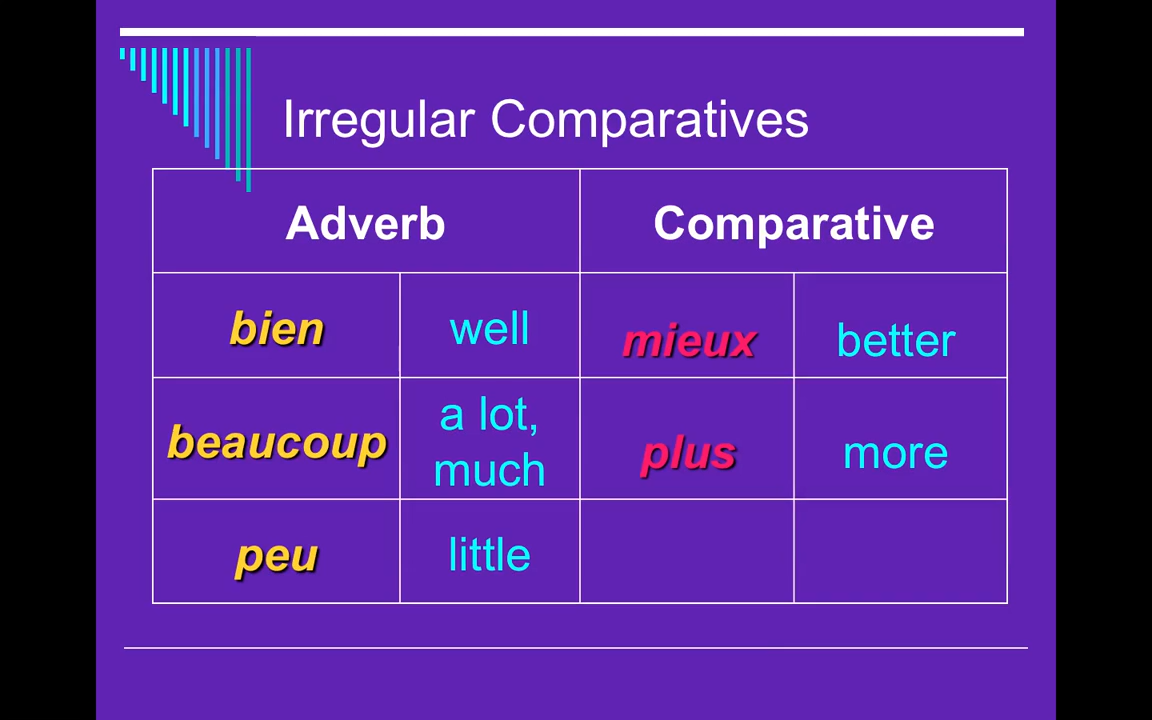 Irregular Comparatives
Adverb Comparative
bien well mieux better
beaucoup a lot, much plus more
peu little